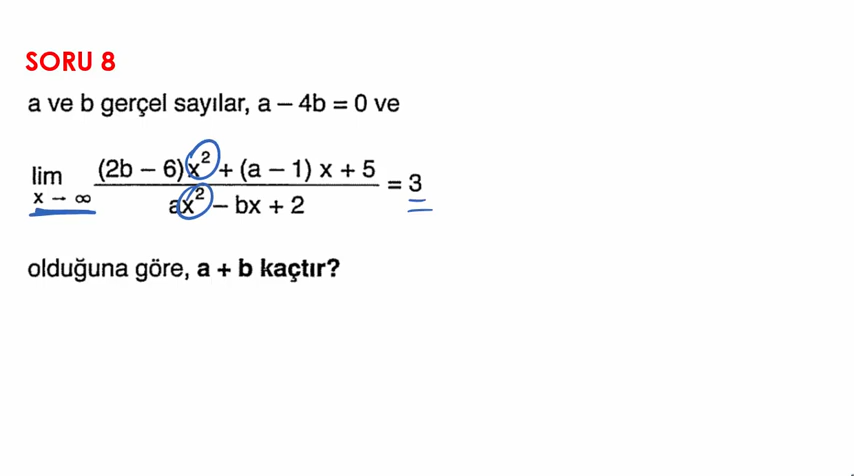 SORU 8
a ve b gerçel sayılar, a – 4b = 0 ve
lim x → ∞ (2b – 6)x² + (a – 1) x + 5 / ax² – bx + 2 = 3
olduğuna göre, a + b kaçtır?